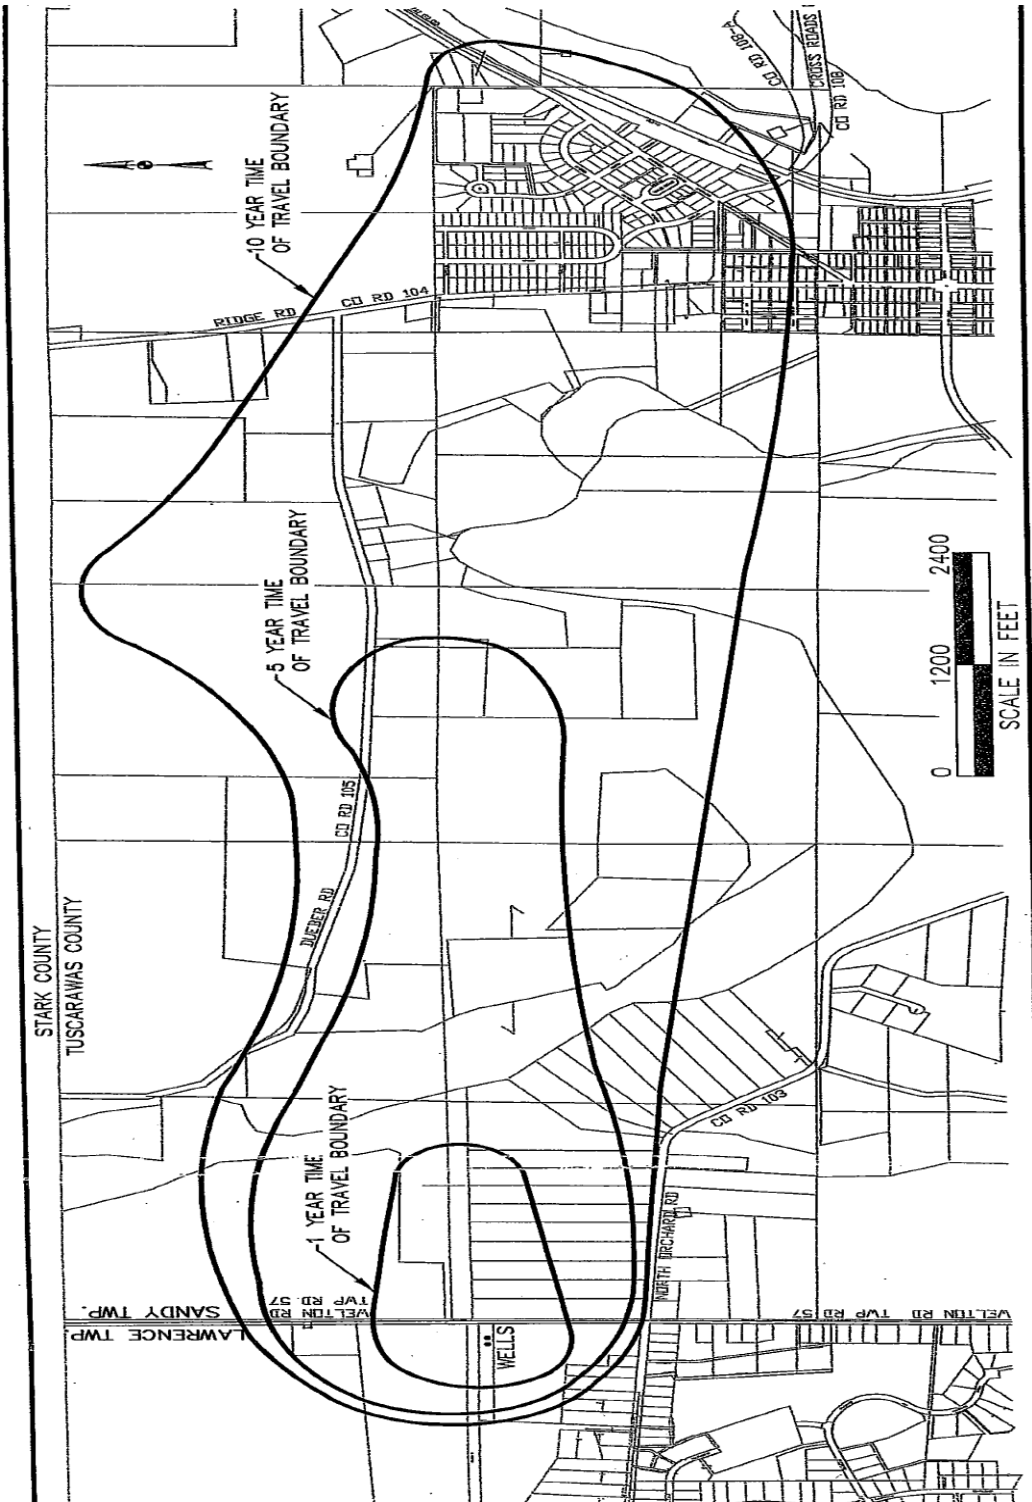 STARK COUNTY
TUSCARAWAS COUNTY
LAWRENCE TWP.
SANDY TWP.
WELTON RD
TWP RD 57
WELLS
1 YEAR TIME
OF TRAVEL BOUNDARY
5 YEAR TIME
OF TRAVEL BOUNDARY
10 YEAR TIME
OF TRAVEL BOUNDARY
DUEBER RD
CO RD 105
RIDGE RD
CO RD 104
NORTH ORCHARD RD
CO RD 103
WELTON RD TWP RD 57
CO RD 108-A
CROSS ROADS
CO RD 108
0 1200 2400
SCALE IN FEET